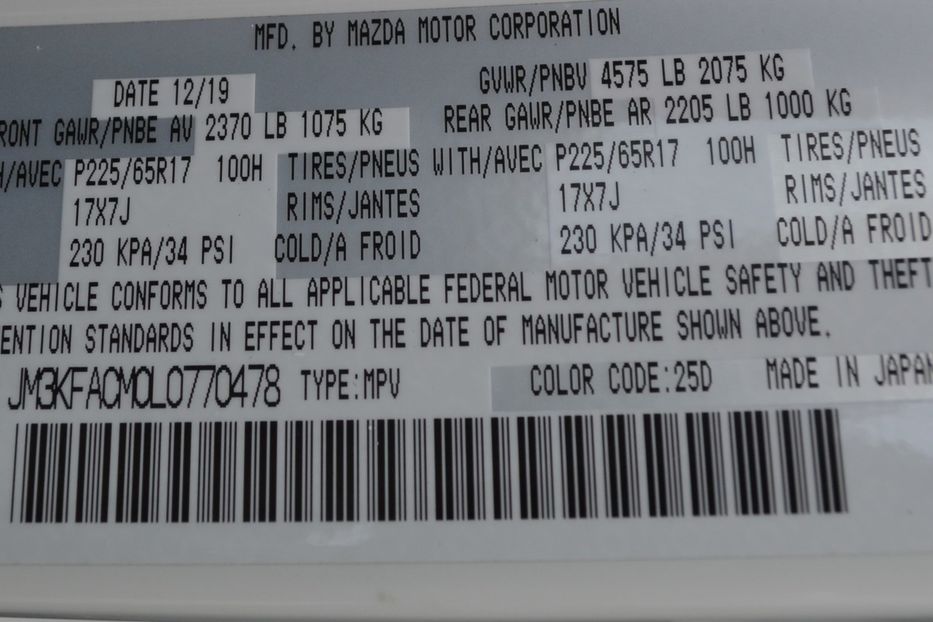 MFD. BY MAZDA MOTOR CORPORATION
DATE 12/19 GVWR/PNBV 4575 LB 2075 KG
RONT GAWR/PNBE AV 2370 LB 1075 KG REAR GAWR/PNBE AR 2205 LB 1000 KG
H/AVEC P225/65R17 100H TIRES/PNEUS WITH/AVEC P225/65R17 100H TIRES/PNEUS
17X7J RIMS/JANTES 17X7J RIMS/JANTES
230 KPA/34 PSI COLD/A FROID 230 KPA/34 PSI COLD/A FROID
S VEHICLE CONFORMS TO ALL APPLICABLE FEDERAL MOTOR VEHICLE SAFETY AND THEFT
ENTION STANDARDS IN EFFECT ON THE DATE OF MANUFACTURE SHOWN ABOVE.
JM3KFACM0L0770478 TYPE:MPV COLOR CODE:25D MADE IN JAPAN